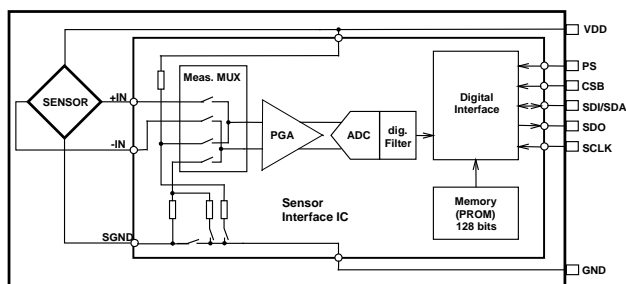 VDD
PS
CSB
SDI/SDA
SDO
SCLK
GND
SENSOR
+IN
-IN
SGND
Meas. MUX
PGA
ADC
dig.
Filter
Digital
Interface
Memory
(PROM)
128 bits
Sensor
Interface IC